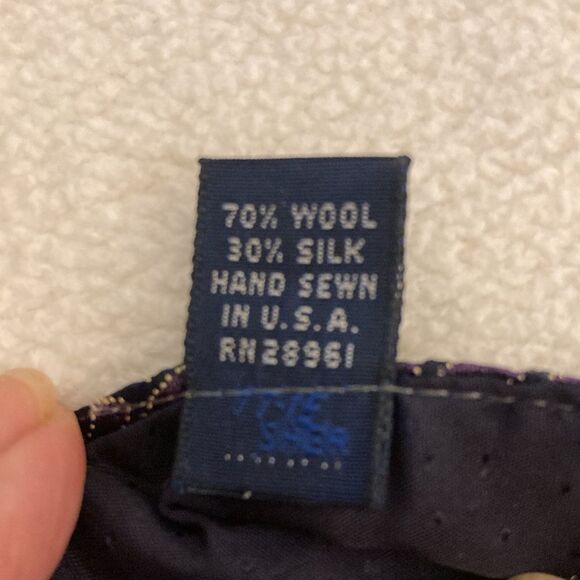 70% WOOL
30% SILK
HAND SEWN
IN U.S.A.
RN28961